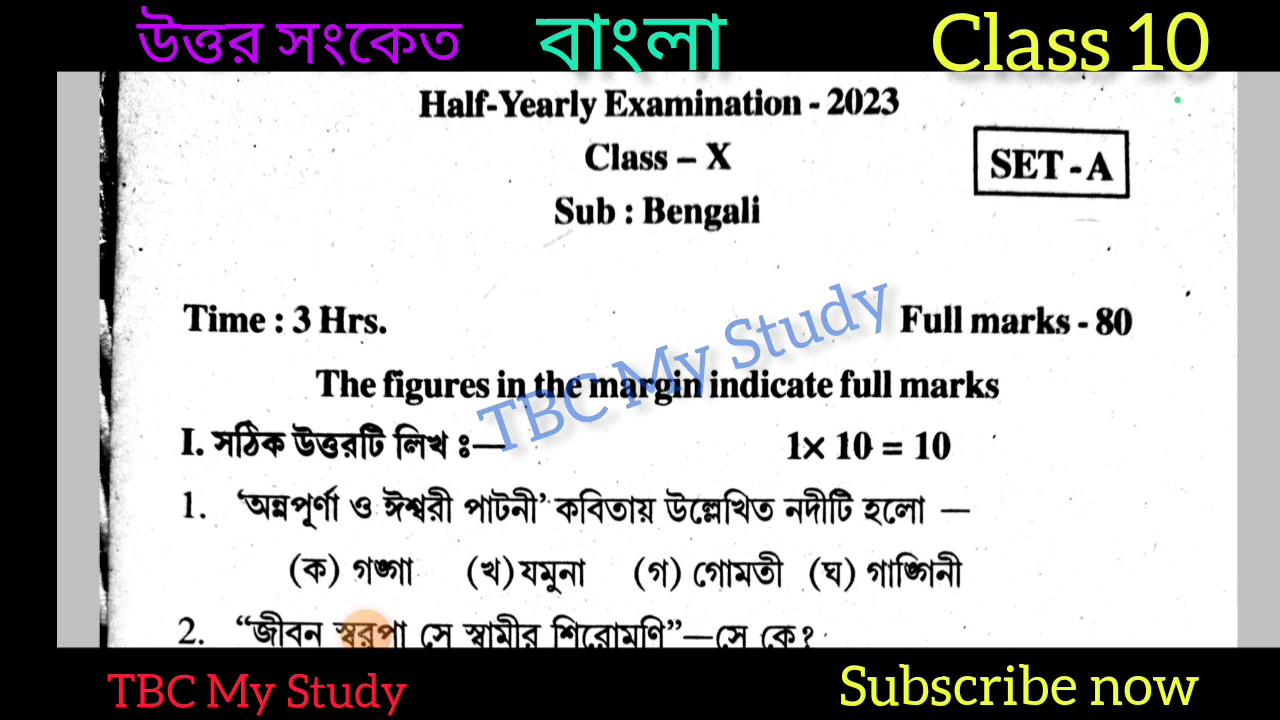 উত্তর সংকেত বাংলা Class 10
Half-Yearly Examination - 2023
Class – X
SET - A
Sub : Bengali
Time : 3 Hrs.
Full marks - 80
TBC My Study
The figures in the margin indicate full marks
I. সঠিক উত্তরটি লিখ ঃ— 1× 10 = 10
1. ‘অন্নপূর্ণা ও ঈশ্বরী পাটনী’ কবিতায় উল্লেখিত নদীটি হলো —
(ক) গঙ্গা (খ) যমুনা (গ) গোমতী (ঘ) গাঙ্গিনী
2. “জীবন স্বরূপা সে স্বামীর শিরোমণি”—সে কে?
TBC My Study
Subscribe now